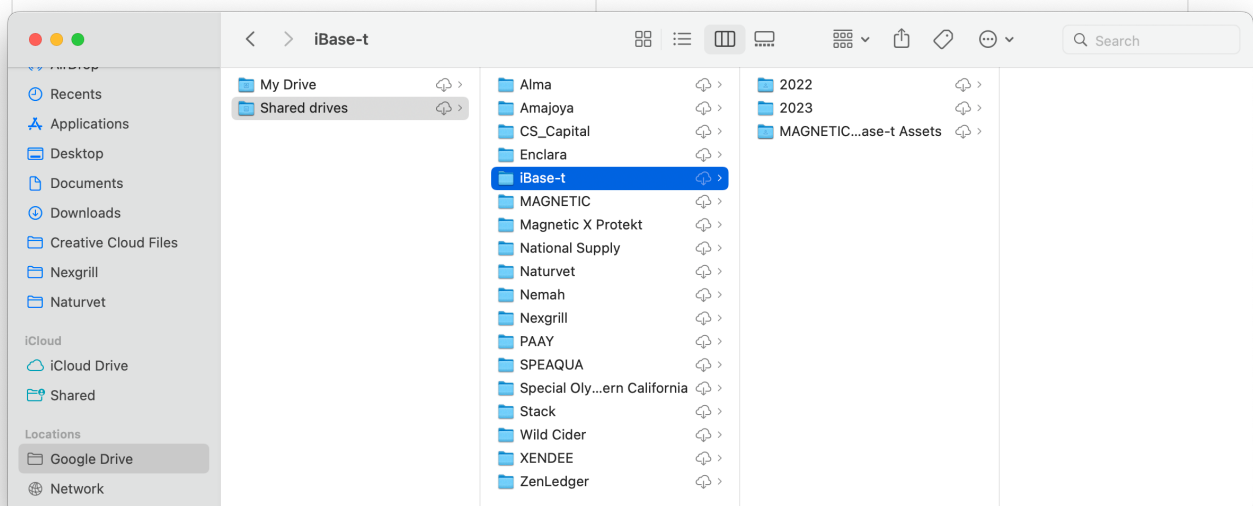 iBase-t
Search
AirDrop
Recents
Applications
Desktop
Documents
Downloads
Creative Cloud Files
Nexgrill
Naturvet
iCloud
iCloud Drive
Shared
Locations
Google Drive
Network
My Drive
Shared drives
Alma
Amajoya
CS_Capital
Enclara
iBase-t
MAGNETIC
Magnetic X Protekt
National Supply
Naturvet
Nemah
Nexgrill
PAAY
SPEAQUA
Special Oly...ern California
Stack
Wild Cider
XENDEE
ZenLedger
2022
2023
MAGNETIC...ase-t Assets